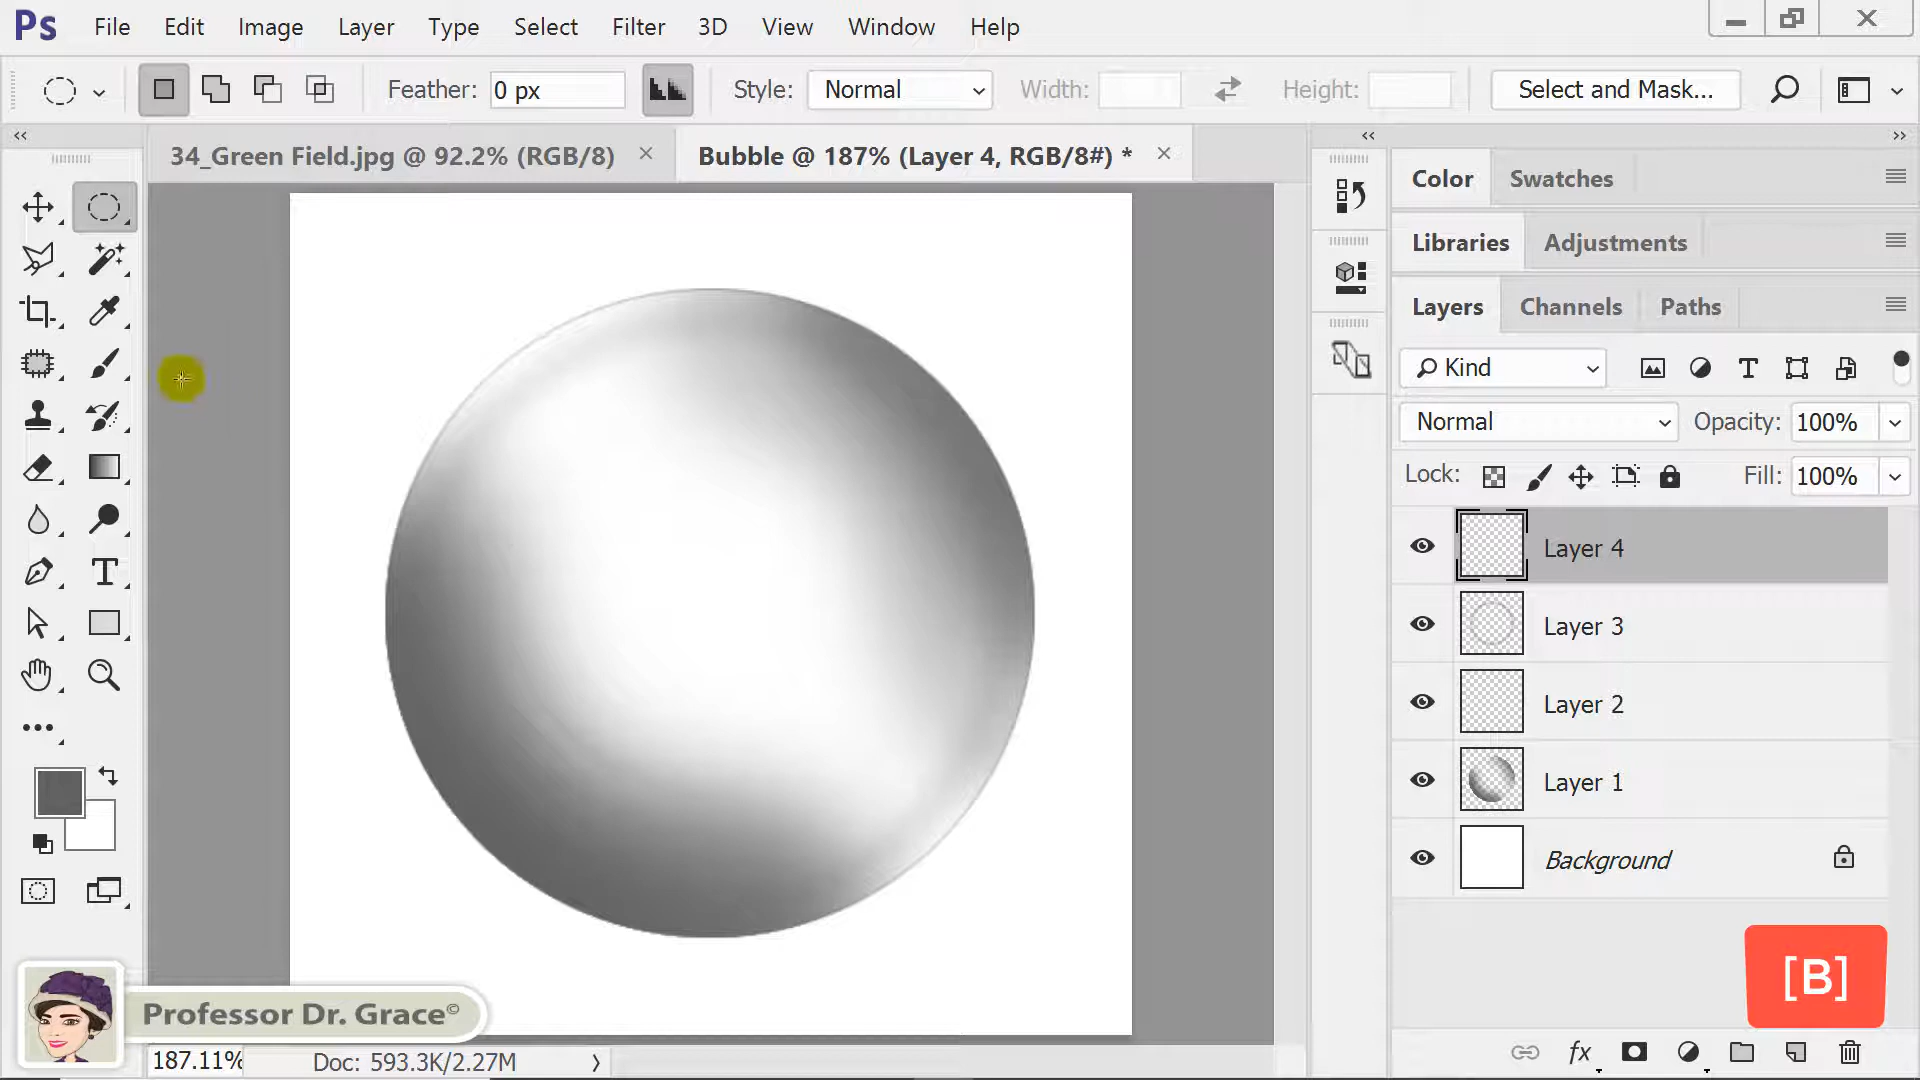 Ps File Edit Image Layer Type Select Filter 3D View Window Help
Feather: 0 px Style: Normal Width: Height: Select and Mask...
34_Green Field.jpg @ 92.2% (RGB/8) × Bubble @ 187% (Layer 4, RGB/8#) * ×
Color Swatches
Libraries Adjustments
Layers Channels Paths
Kind
Normal Opacity: 100%
Lock: Fill: 100%
Layer 4
Layer 3
Layer 2
Layer 1
Background
[B]
Professor Dr. Grace©
187.11% Doc: 593.3K/2.27M
fx